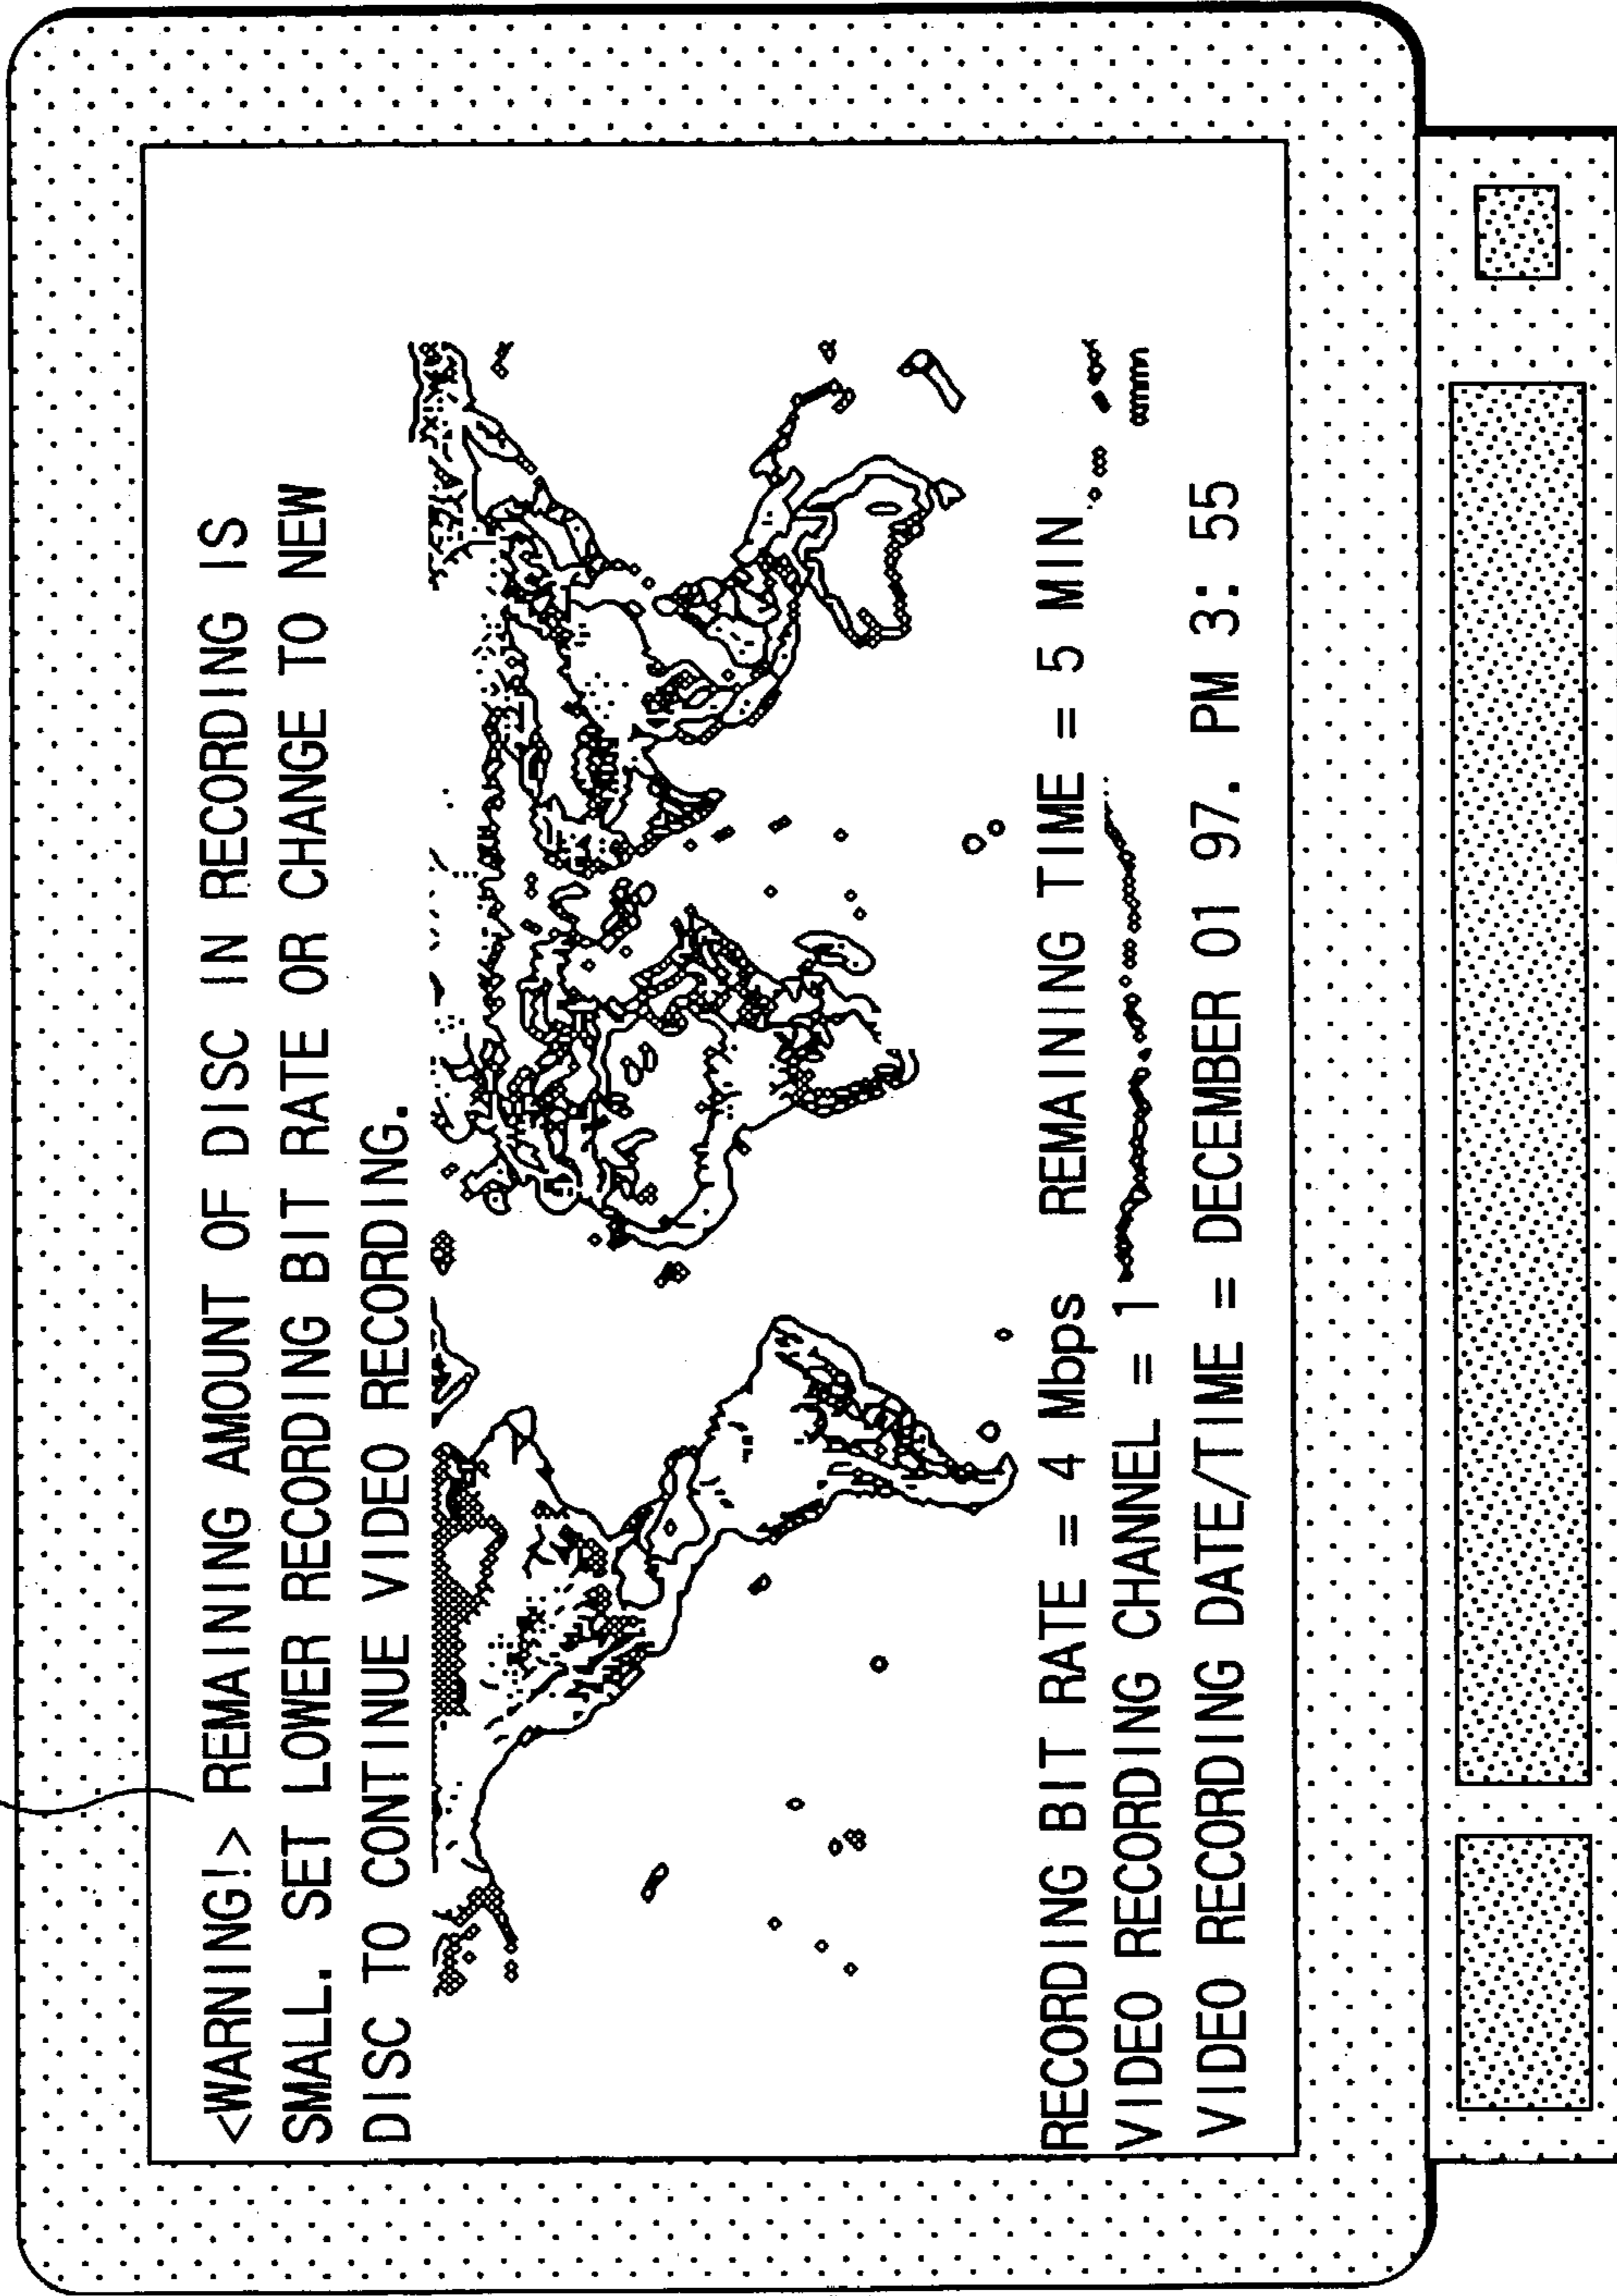 <WARNING!> REMAINING AMOUNT OF DISC IN RECORDING IS
SMALL. SET LOWER RECORDING BIT RATE OR CHANGE TO NEW
DISC TO CONTINUE VIDEO RECORDING.
RECORDING BIT RATE = 4 Mbps REMAINING TIME = 5 MIN
VIDEO RECORDING CHANNEL = 1
VIDEO RECORDING DATE/TIME = DECEMBER 01 97. PM 3: 55